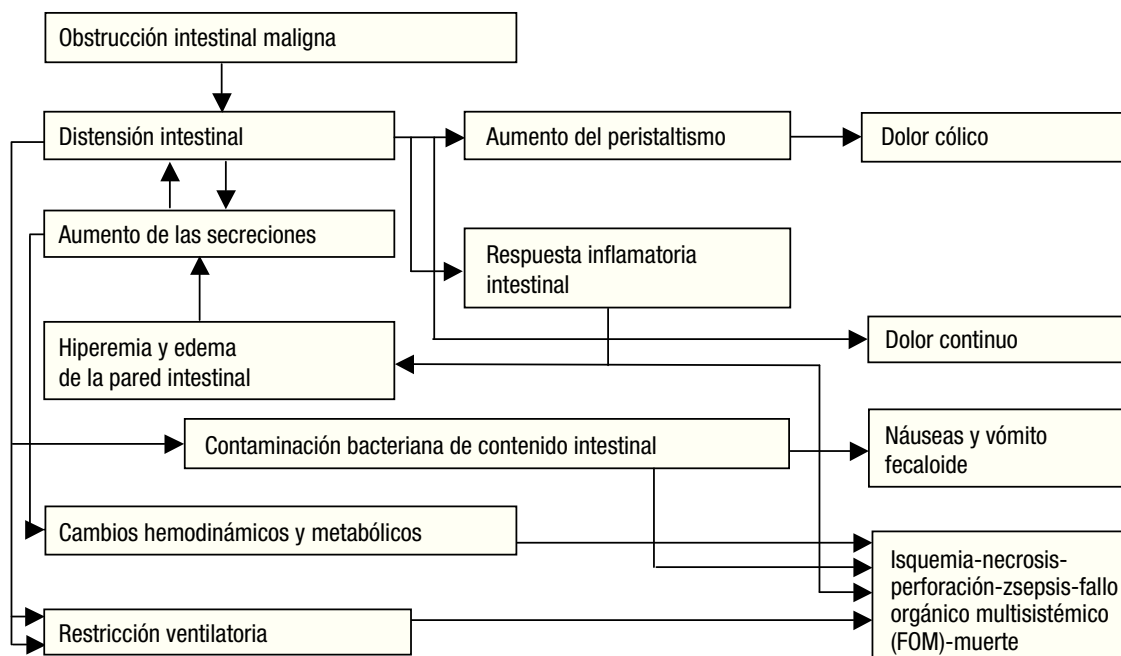 Obstrucción intestinal maligna
Distensión intestinal
Aumento del peristaltismo
Dolor cólico
Aumento de las secreciones
Respuesta inflamatoria
intestinal
Hiperemia y edema
de la pared intestinal
Dolor continuo
Contaminación bacteriana de contenido intestinal
Náuseas y vómito
fecaloide
Cambios hemodinámicos y metabólicos
Isquemia-necrosis-
perforación-zsepsis-fallo
orgánico multisistémico
(FOM)-muerte
Restricción ventilatoria